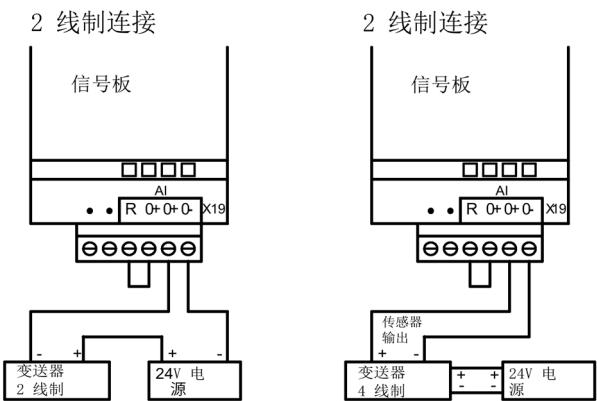 2 线制连接
信号板
AI
R 0+ 0+ 0- X19
- + + -
变送器
2 线制
24V 电
源
2 线制连接
信号板
AI
R 0+ 0+ 0- X19
传感器
输出
+ -
变送器
4 线制
+ +
- -
24V 电
源